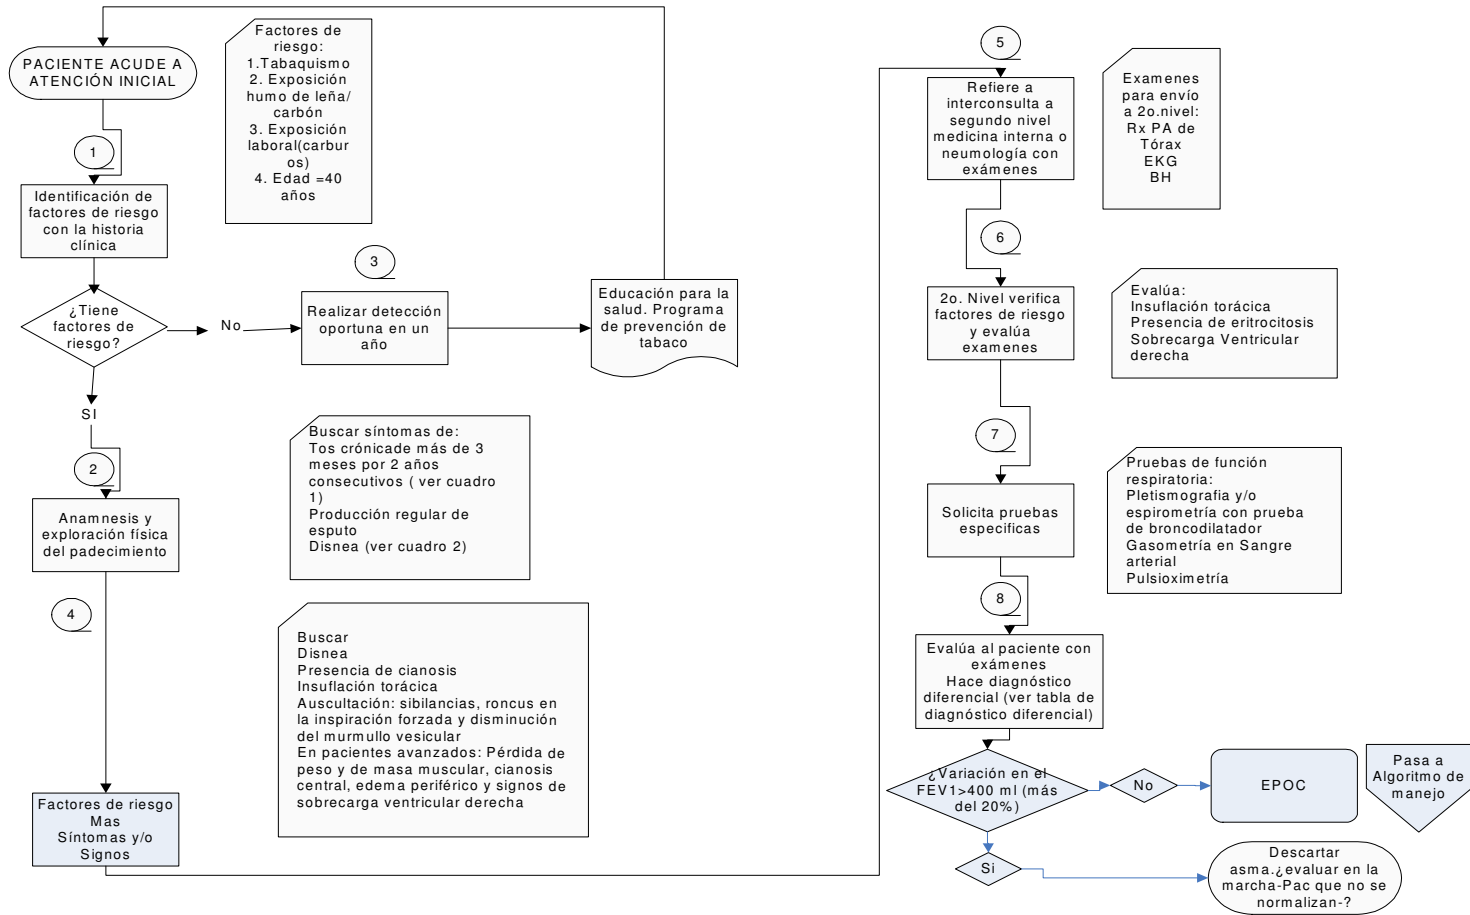 PACIENTE ACUDE A
ATENCIÓN INICIAL
1
Identificación de
factores de riesgo
con la historia
clínica
Factores de
riesgo:
1.Tabaquismo
2. Exposición
humo de leña/
carbón
3. Exposición
laboral(carbur
os)
4. Edad =40
años
¿Tiene
factores de
riesgo?
No
3
Realizar detección
oportuna en un
año
Educación para la
salud. Programa
de prevención de
tabaco
SI
2
Anamnesis y
exploración física
del padecimiento
Buscar síntomas de:
Tos crónicade más de 3
meses por 2 años
consecutivos ( ver cuadro
1)
Producción regular de
esputo
Disnea (ver cuadro 2)
4
Buscar
Disnea
Presencia de cianosis
Insuflación torácica
Auscultación: sibilancias, roncus en
la inspiración forzada y disminución
del murmullo vesicular
En pacientes avanzados: Pérdida de
peso y de masa muscular, cianosis
central, edema periférico y signos de
sobrecarga ventricular derecha
Factores de riesgo
Mas
Síntomas y/o
Signos
5
Refiere a
interconsulta a
segundo nivel
medicina interna o
neumología con
exámenes
Examenes
para envío
a 2o.nivel:
Rx PA de
Tórax
EKG
BH
6
2o. Nivel verifica
factores de riesgo
y evalúa
examenes
Evalúa:
Insuflación torácica
Presencia de eritrocitosis
Sobrecarga Ventricular
derecha
7
Solicita pruebas
especificas
Pruebas de función
respiratoria:
Pletismografia y/o
espirometría con prueba
de broncodilatador
Gasometría en Sangre
arterial
Pulsioximetría
8
Evalúa al paciente con
exámenes
Hace diagnóstico
diferencial (ver tabla de
diagnóstico diferencial)
¿Variación en el
FEV1>400 ml (más
del 20%)
No
EPOC
Pasa a
Algoritmo de
manejo
Si
Descartar
asma.¿evaluar en la
marcha-Pac que no se
normalizan-?